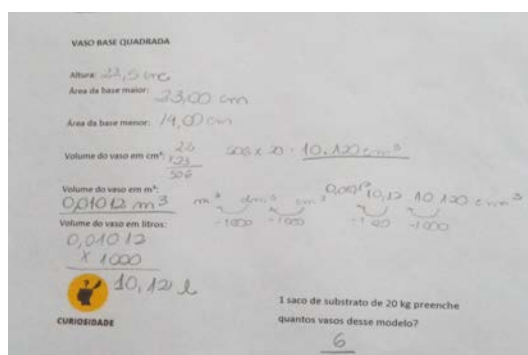 VASO BASE QUADRADA
Altura: 22,5 cm
Área da base maior: 23,00 cm
Área da base menor: 14,00 cm
Volume do vaso em cm³: 22 x 23 506 506 x 20 = 10.120 cm³
Volume do vaso em m³:
0,01012 m³ m³ dm³ cm³ 10,12 10 120 cm³
÷1000 ÷1000 ÷1000
Volume do vaso em litros:
0,01012
x 1000
10,12 l
CURIOSIDADE
1 saco de substrato de 20 kg preenche
quantos vasos desse modelo?
6